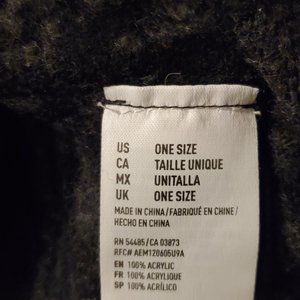 US ONE SIZE
CA TAILLE UNIQUE
MX UNITALLA
UK ONE SIZE
MADE IN CHINA/FABRIQUÉ EN CHINE/
HECHO EN CHINA
RN 54485/CA 03873
RFC# AEM120605U9A
EN 100% ACRYLIC
FR 100% ACRYLIQUE
SP 100% ACRÍLICO